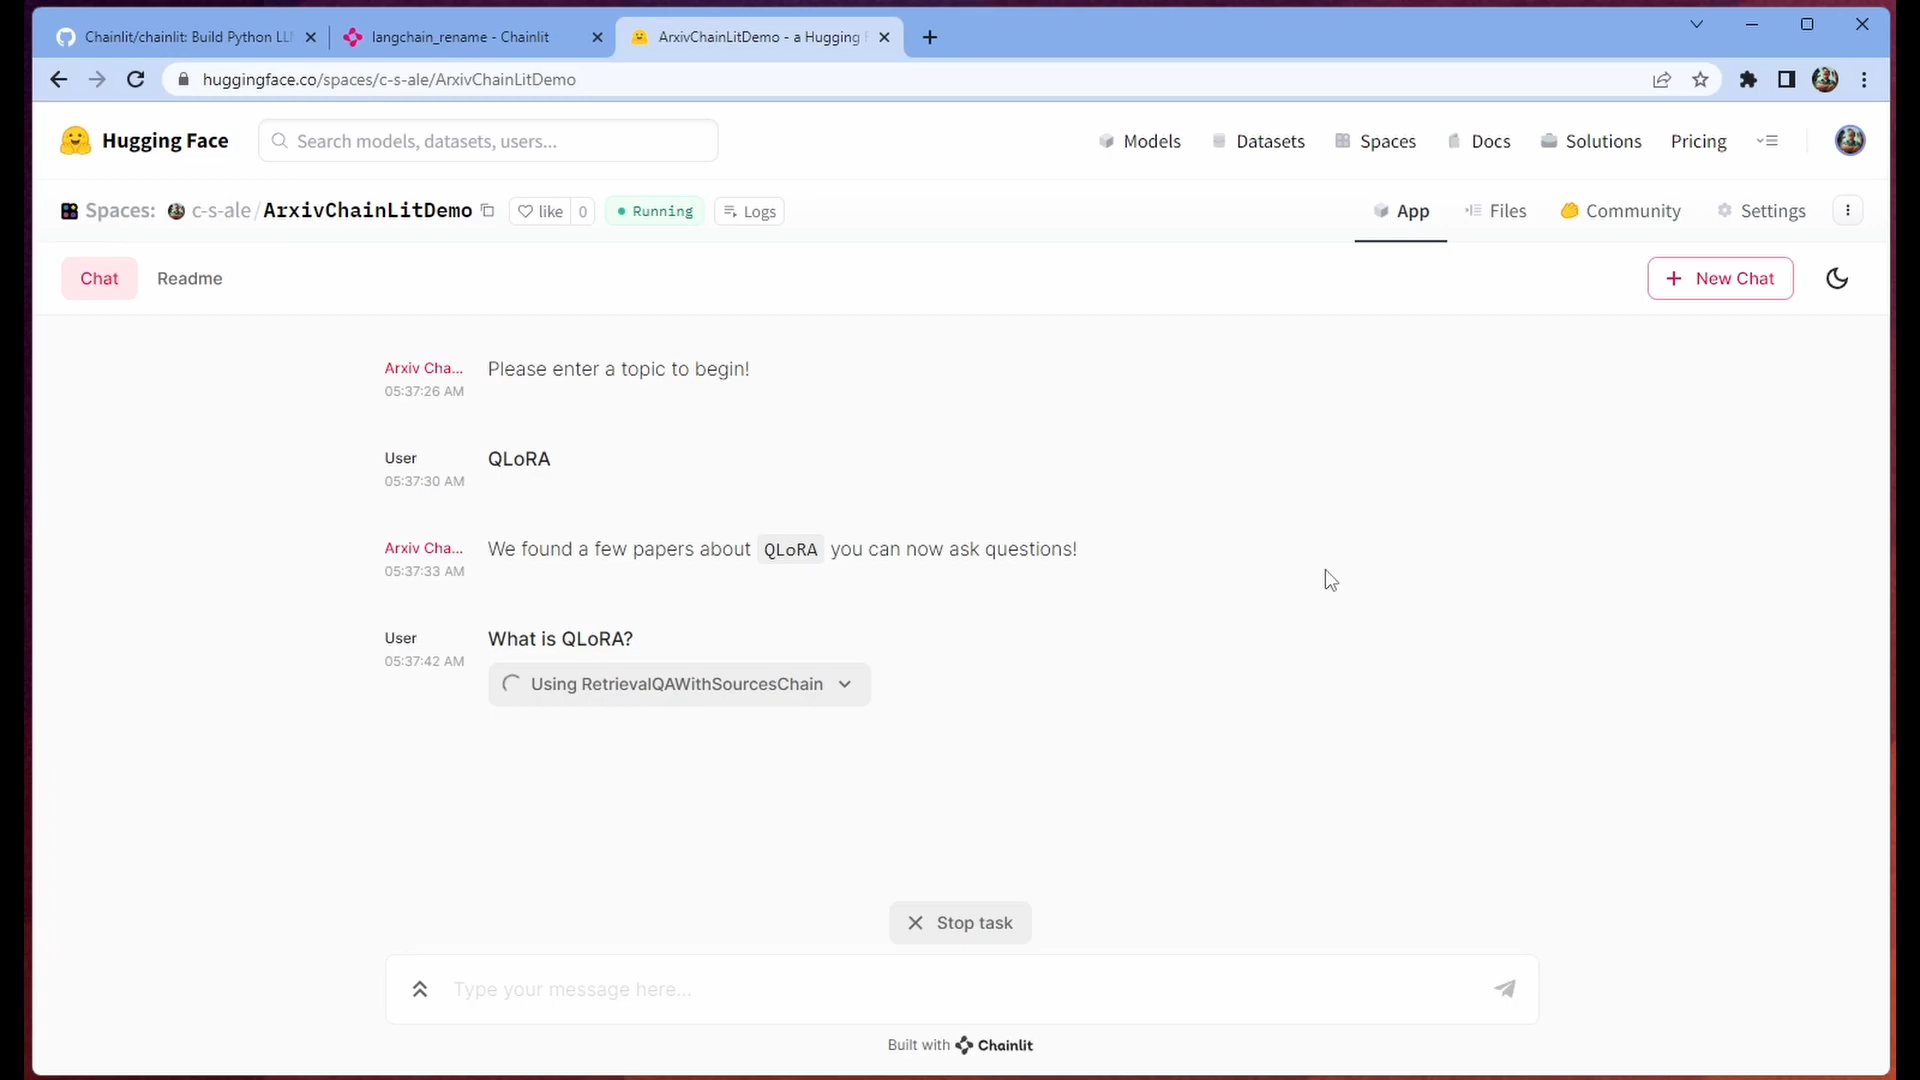 Chainlit/chainlit: Build Python LL
langchain_rename - Chainlit
ArxivChainLitDemo - a Hugging F
huggingface.co/spaces/c-s-ale/ArxivChainLitDemo
Hugging Face
Search models, datasets, users...
Models
Datasets
Spaces
Docs
Solutions
Pricing
Spaces:
c-s-ale/ArxivChainLitDemo
like 0
Running
Logs
App
Files
Community
Settings
Chat
Readme
New Chat
Arxiv Cha...
05:37:26 AM
Please enter a topic to begin!
User
05:37:30 AM
QLoRA
Arxiv Cha...
05:37:33 AM
We found a few papers about QLoRA you can now ask questions!
User
05:37:42 AM
What is QLoRA?
Using RetrievalQAWithSourcesChain
Stop task
Type your message here...
Built with Chainlit